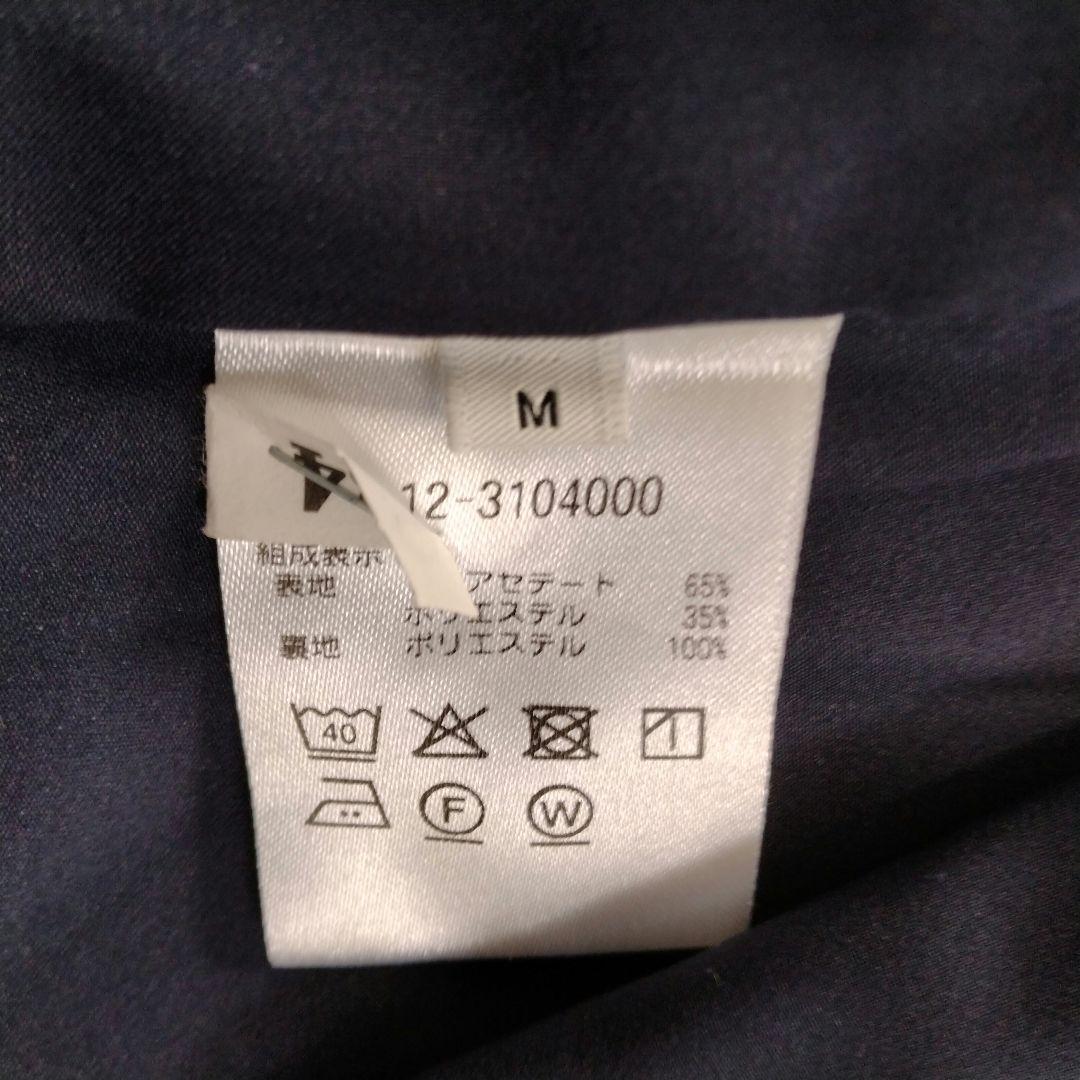 M
12-3104000
組成表示
表地 アセテート 65%
ポリエステル 35%
裏地 ポリエステル 100%
40
F W